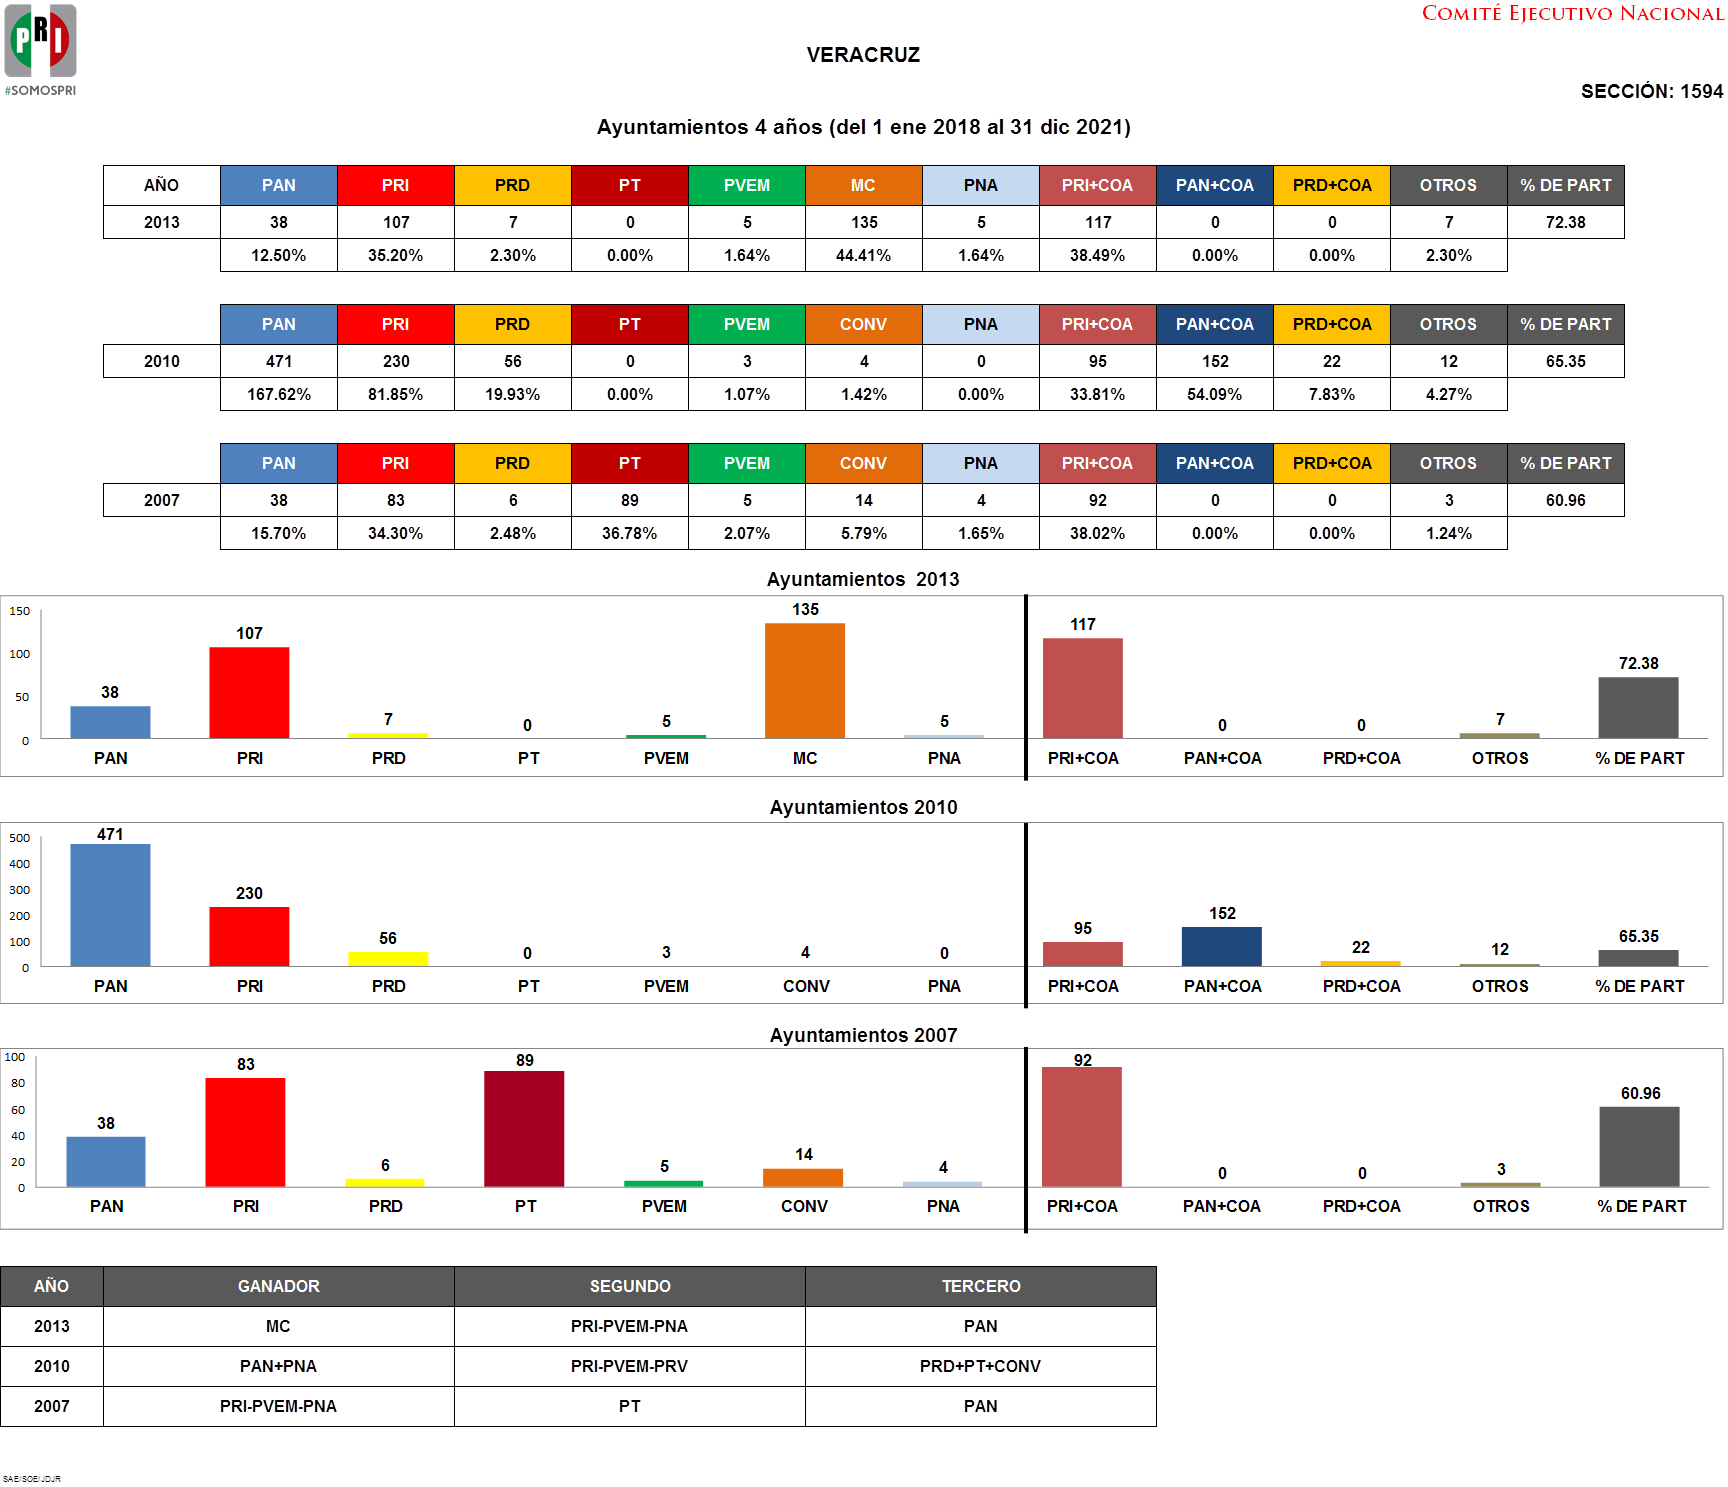 PRI
#SOMOSPRI
COMITÉ EJECUTIVO NACIONAL
VERACRUZ
SECCIÓN: 1594
Ayuntamientos 4 años (del 1 ene 2018 al 31 dic 2021)
AÑO PAN PRI PRD PT PVEM MC PNA PRI+COA PAN+COA PRD+COA OTROS % DE PART
2013 38 107 7 0 5 135 5 117 0 0 7 72.38
12.50% 35.20% 2.30% 0.00% 1.64% 44.41% 1.64% 38.49% 0.00% 0.00% 2.30%
PAN PRI PRD PT PVEM CONV PNA PRI+COA PAN+COA PRD+COA OTROS % DE PART
2010 471 230 56 0 3 4 0 95 152 22 12 65.35
167.62% 81.85% 19.93% 0.00% 1.07% 1.42% 0.00% 33.81% 54.09% 7.83% 4.27%
PAN PRI PRD PT PVEM CONV PNA PRI+COA PAN+COA PRD+COA OTROS % DE PART
2007 38 83 6 89 5 14 4 92 0 0 3 60.96
15.70% 34.30% 2.48% 36.78% 2.07% 5.79% 1.65% 38.02% 0.00% 0.00% 1.24%
Ayuntamientos 2013
150
100
50
0
38 107 7 0 5 135 5 117 0 0 7 72.38
PAN PRI PRD PT PVEM MC PNA PRI+COA PAN+COA PRD+COA OTROS % DE PART
Ayuntamientos 2010
500
400
300
200
100
0
471 230 56 0 3 4 0 95 152 22 12 65.35
PAN PRI PRD PT PVEM CONV PNA PRI+COA PAN+COA PRD+COA OTROS % DE PART
Ayuntamientos 2007
100
80
60
40
20
0
38 83 6 89 5 14 4 92 0 0 3 60.96
PAN PRI PRD PT PVEM CONV PNA PRI+COA PAN+COA PRD+COA OTROS % DE PART
AÑO GANADOR SEGUNDO TERCERO
2013 MC PRI-PVEM-PNA PAN
2010 PAN+PNA PRI-PVEM-PRV PRD+PT+CONV
2007 PRI-PVEM-PNA PT PAN
SAE/SOE/JDJR